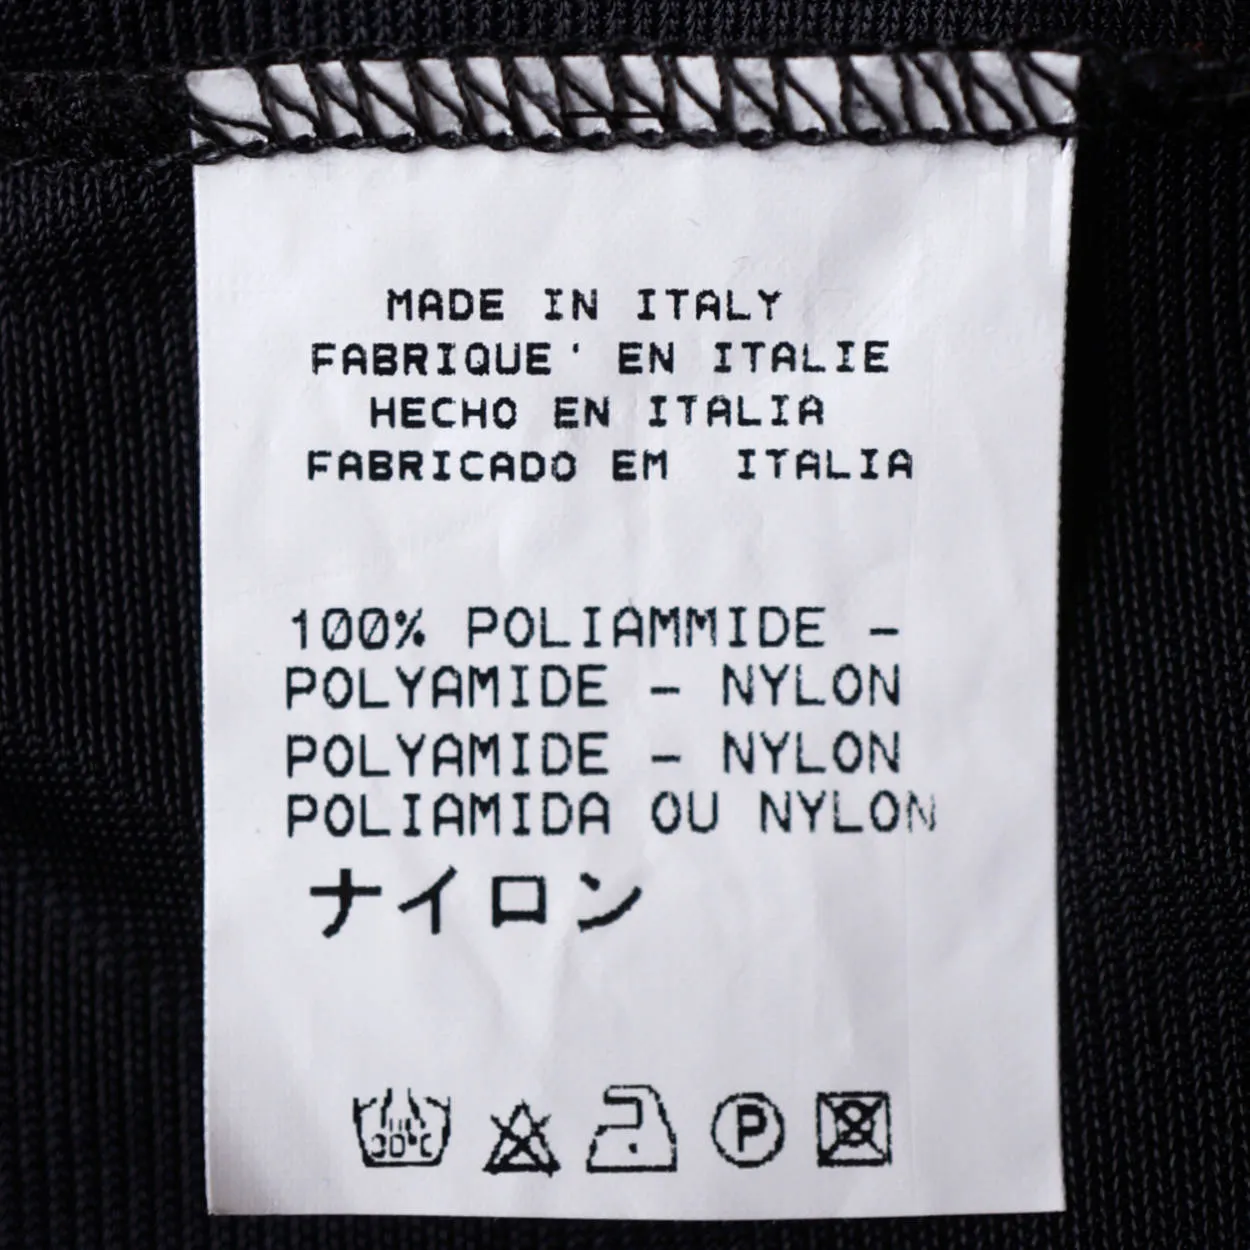 MADE IN ITALY
FABRIQUE' EN ITALIE
HECHO EN ITALIA
FABRICADO EM ITALIA
100% POLIAMMIDE -
POLYAMIDE - NYLON
POLYAMIDE - NYLON
POLIAMIDA OU NYLON
ナイロン
30°C P